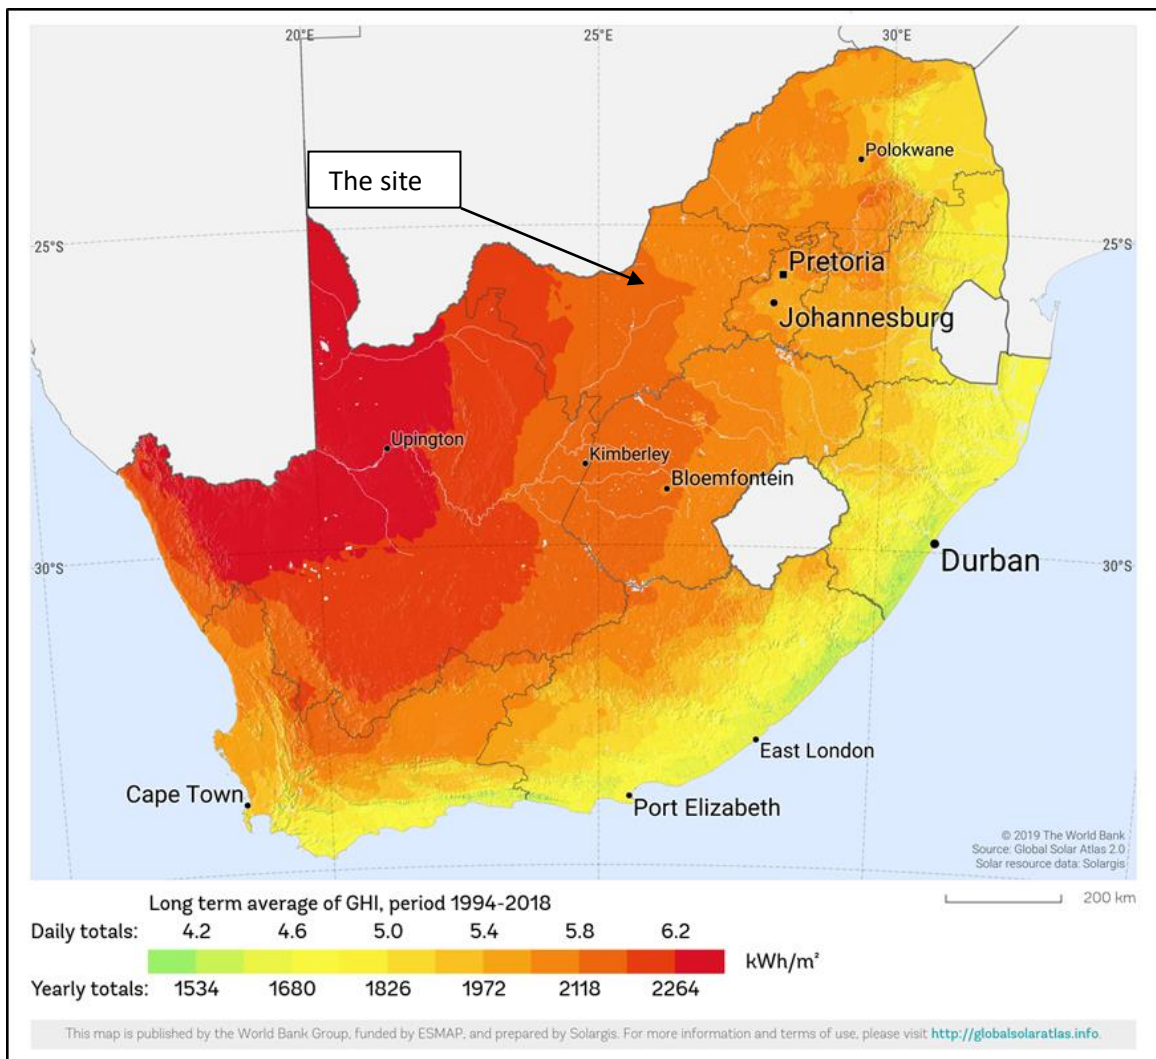 20°E 25°E 30°E
Polokwane
The site
25°S 25°S
Pretoria
Johannesburg
Upington
Kimberley
Bloemfontein
Durban
30°S 30°S
East London
Cape Town
Port Elizabeth
© 2019 The World Bank
Source: Global Solar Atlas 2.0
Solar resource data: Solargis
Long term average of GHI, period 1994-2018
200 km
Daily totals: 4.2 4.6 5.0 5.4 5.8 6.2
kWh/m²
Yearly totals: 1534 1680 1826 1972 2118 2264
This map is published by the World Bank Group, funded by ESMAP, and prepared by Solargis. For more information and terms of use, please visit http://globalsolaratlas.info.